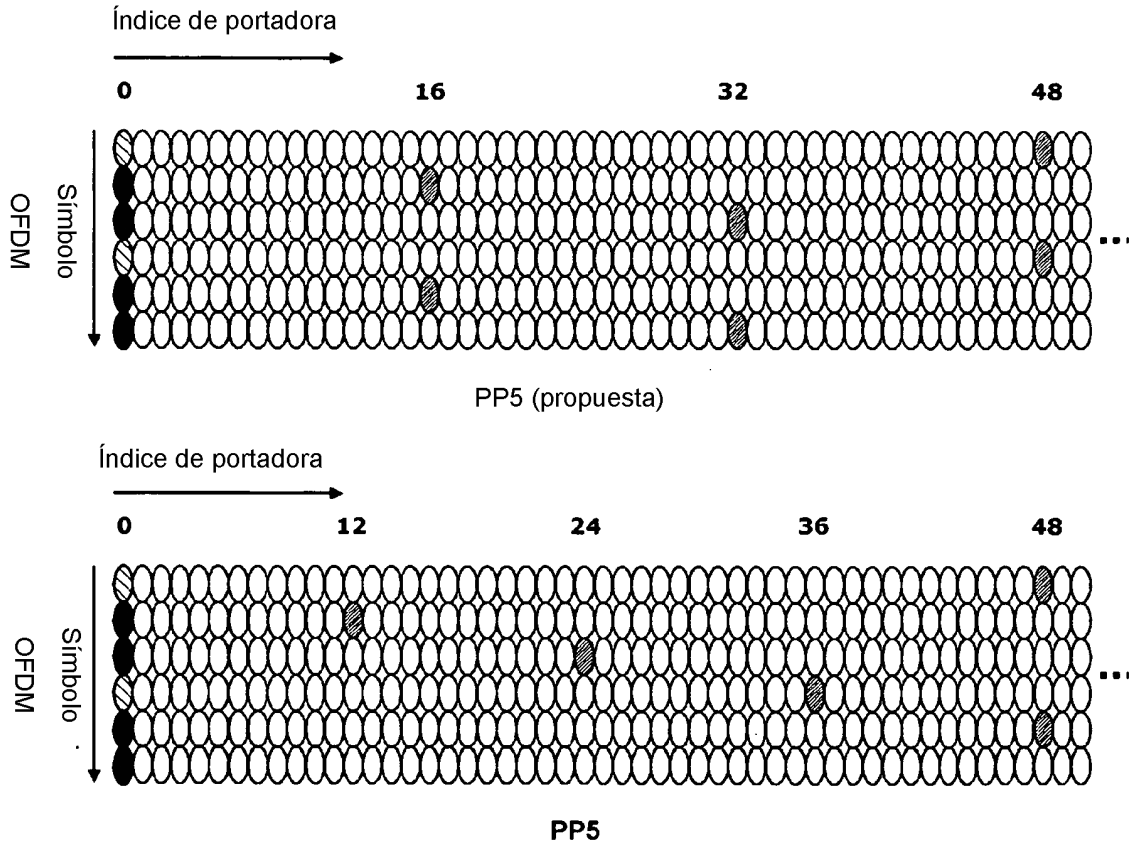 Índice de portadora
0 16 32 48
Símbolo
OFDM
...
PP5 (propuesta)
Índice de portadora
0 12 24 36 48
Símbolo
OFDM
...
PP5